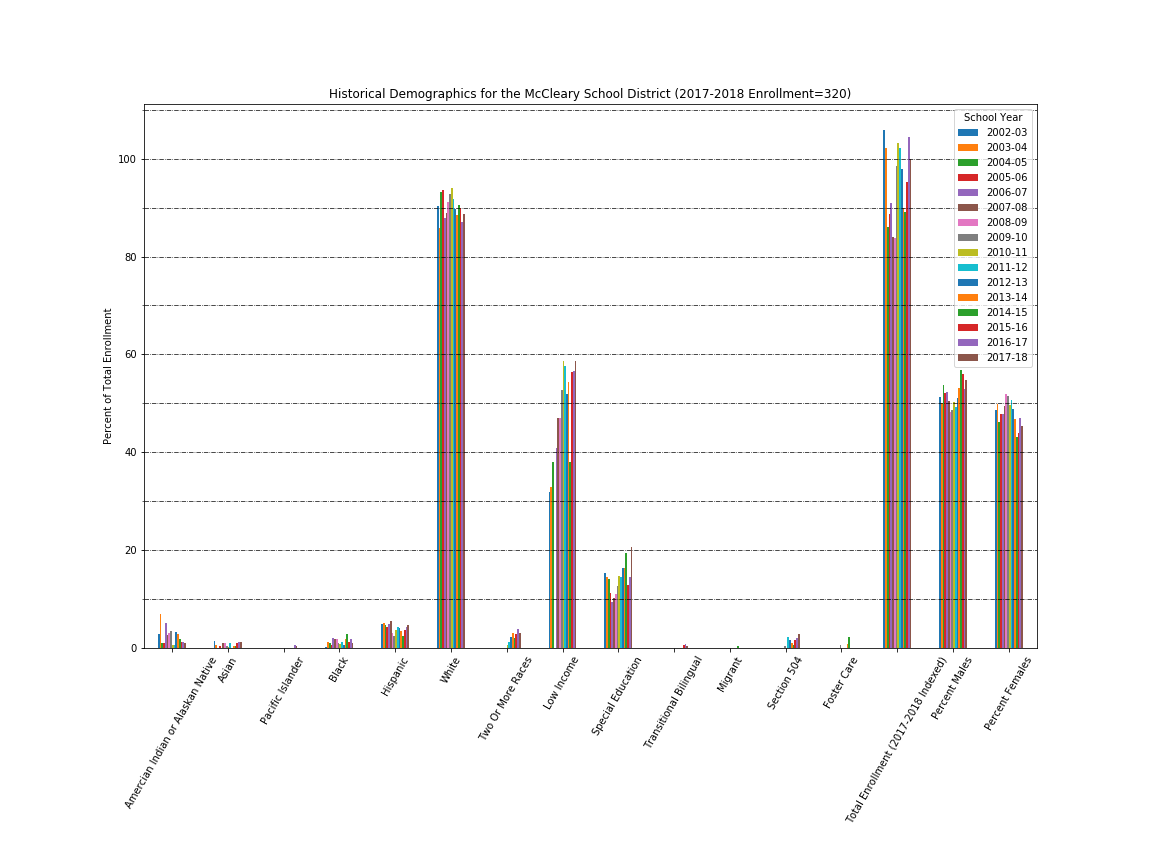 Historical Demographics for the McCleary School District (2017-2018 Enrollment=320)
School Year
2002-03
2003-04
2004-05
2005-06
2006-07
2007-08
2008-09
2009-10
2010-11
2011-12
2012-13
2013-14
2014-15
2015-16
2016-17
2017-18
Percent of Total Enrollment
100
80
60
40
20
0
Amercian Indian or Alaskan Native
Asian
Pacific Islander
Black
Hispanic
White
Two Or More Races
Low Income
Special Education
Transitional Bilingual
Migrant
Section 504
Foster Care
Total Enrollment (2017-2018 Indexed)
Percent Males
Percent Females